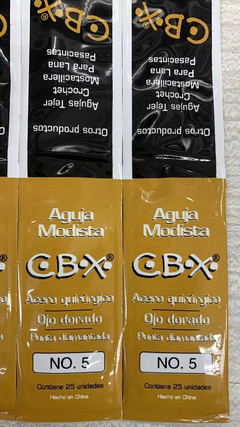 CBX®
Aguja
Pasacintas
Para Lana
Mostacillera
Crochet
Agujas Tejer
Otros productos
CBX
Aguja
Pasacintas
Para Lana
Mostacillera
Crochet
Agujas Tejer
Otros productos
Aguja
Modista
C·B·X·®
Acero quirúrgico
Ojo dorado
Punta diamantada
NO. 5
Contiene 25 unidades
Hecho en China
Aguja
Modista
C·B·X·®
Acero quirúrgico
Ojo dorado
Punta diamantada
NO. 5
Contiene 25 unidades
Hecho en China